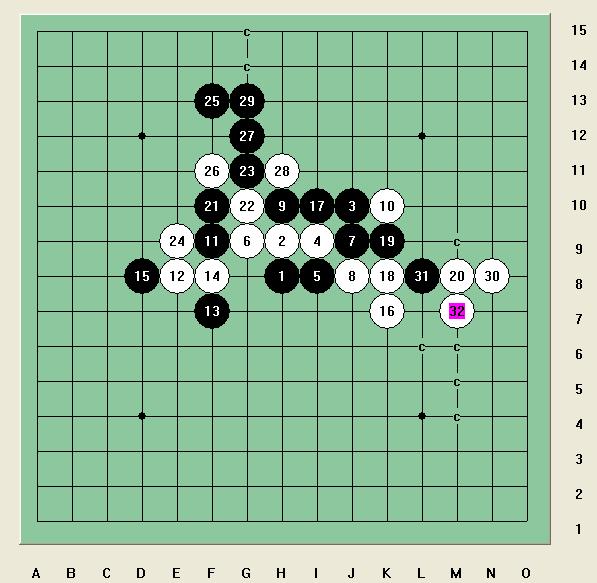 c 15
c 14
25 29 13
27 12
26 23 28 11
21 22 9 17 3 10 10
24 11 6 2 4 7 19 c 9
15 12 14 1 5 8 18 31 20 30 8
13 16 32 7
c c 6
c 5
c 4
3
2
1
A B C D E F G H I J K L M N O